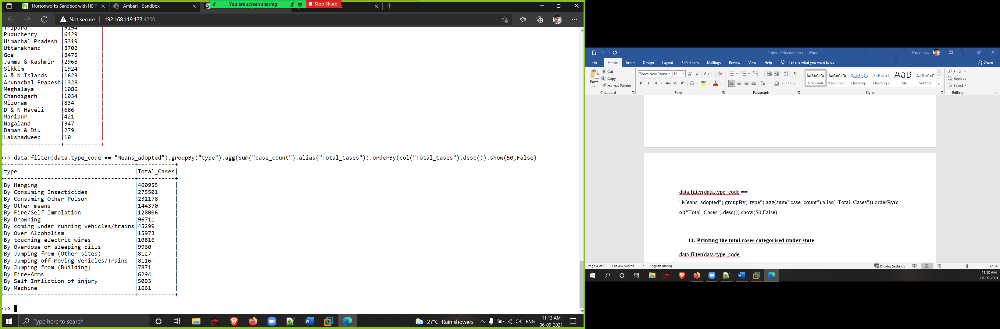 Hortonworks Sandbox with HDP
Ambari - Sandbox
You are screen sharing
Stop Share
Not secure
192.168.119.133:4200
|Tripura |9194 |
|Puducherry |6429 |
|Himachal Pradesh |5319 |
|Uttarakhand |3702 |
|Goa |3475 |
|Jammu & Kashmir |2968 |
|Sikkim |1924 |
|A & N Islands |1623 |
|Arunachal Pradesh|1328 |
|Meghalaya |1086 |
|Chandigarh |1034 |
|Mizoram |834 |
|D & N Haveli |686 |
|Manipur |421 |
|Nagaland |347 |
|Daman & Diu |279 |
|Lakshadweep |10 |
+------------------+-----------+
>>> data.filter(data.type_code == "Means_adopted").groupBy("type").agg(sum("case_count").alias("Total_Cases")).orderBy(col("Total_Cases").desc()).show(50,False)
+----------------------------------------+-----------+
|type |Total_Cases|
+----------------------------------------+-----------+
|By Hanging |460955 |
|By Consuming Insecticides |275501 |
|By Consuming Other Poison |231178 |
|By Other means |144370 |
|By Fire/Self Immolation |128006 |
|By Drowning |96711 |
|By coming under running vehicles/trains|45299 |
|By Over Alcoholism |15973 |
|By touching electric wires |10816 |
|By Overdose of sleeping pills |9960 |
|By Jumping from (Other sites) |8127 |
|By Jumping off Moving Vehicles/Trains |8116 |
|By Jumping from (Building) |7871 |
|By Fire-Arms |6294 |
|By Self Infliction of injury |5093 |
|By Machine |1661 |
+----------------------------------------+-----------+
>>>
Type here to search
27°C Rain showers
ENG
11:13 AM
06-09-2021
Project 2 Queries.docx - Word
Redon Roy
File Home Insert Design Layout References Mailings Review View Help Tell me what you want to do Share
Paste
Cut
Copy
Format Painter
Clipboard
Times New Roma 12
Font
Paragraph
AaBbCcDc AaBbCcDc AaBbC( AaBbCcE AaB AaBbCcC
¶ Normal ¶ No Spac... Heading 1 Heading 2 Title Subtitle
Styles
Find
Replace
Select
Editing
data.filter(data.type_code ==
"Means_adopted").groupBy("type").agg(sum("case_count").alias("Total_Cases")).orderBy(c
ol("Total_Cases").desc()).show(50,False)
11. Printing the total cases categorised under state
data.filter(data.type_code ==
Page 4 of 6 3 of 487 words English (India)
Display Settings
121%
11:13 AM
06-09-2021